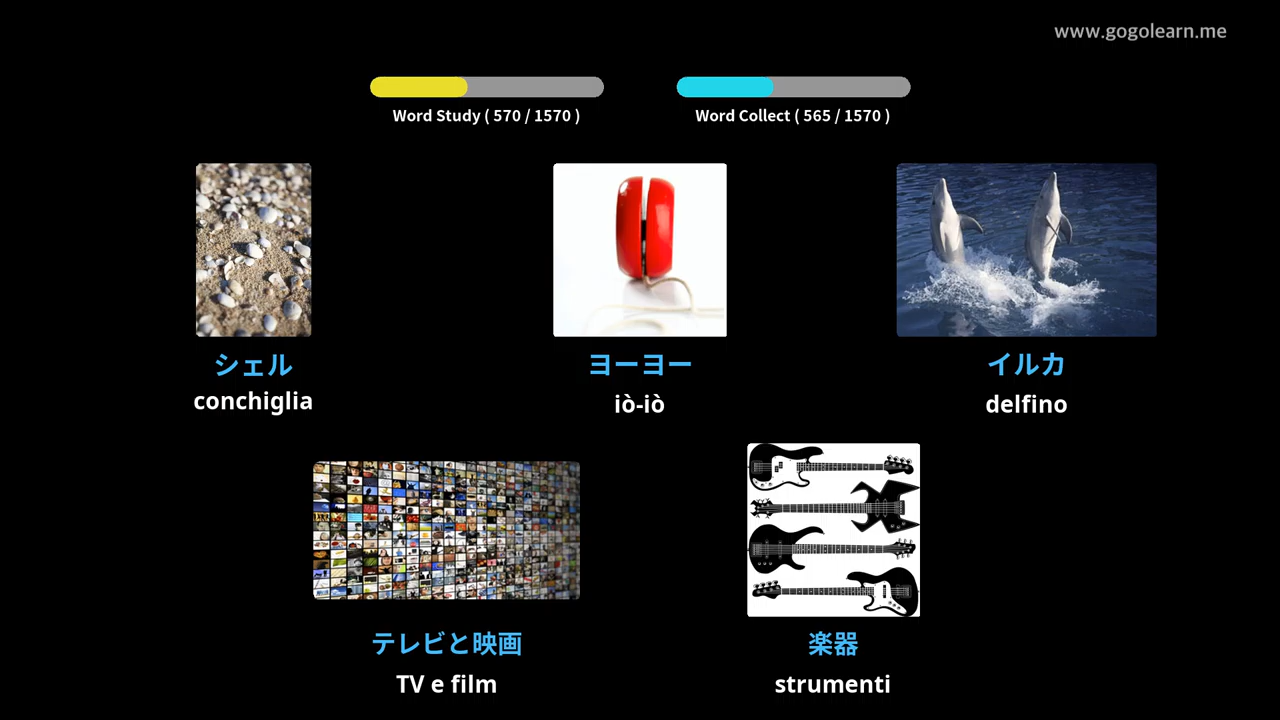 www.gogolearn.me
Word Study ( 570 / 1570 )
Word Collect ( 565 / 1570 )
シェル
conchiglia
ヨーヨー
iò-iò
イルカ
delfino
テレビと映画
TV e film
楽器
strumenti